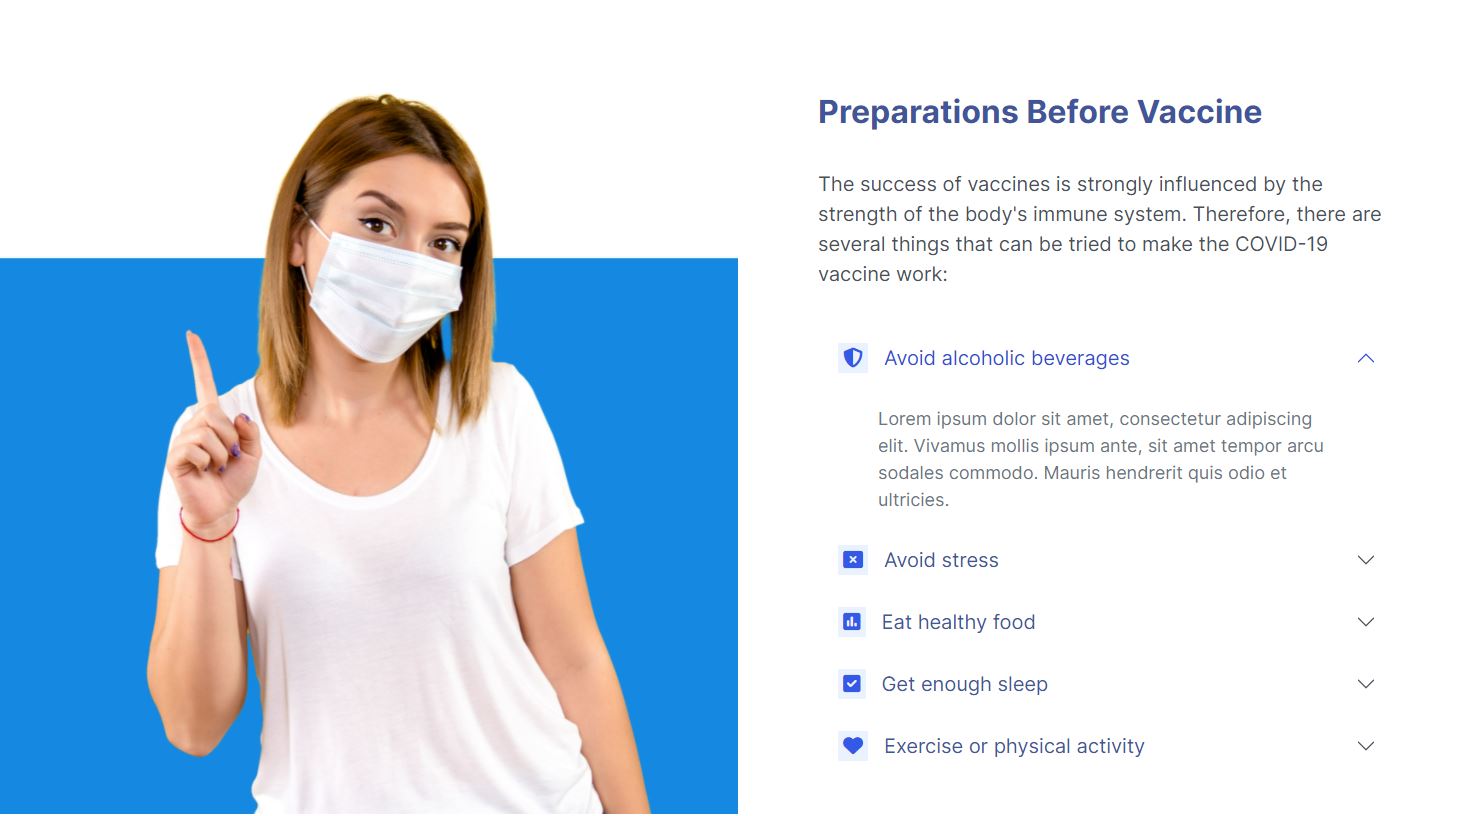 Preparations Before Vaccine
The success of vaccines is strongly influenced by the
strength of the body's immune system. Therefore, there are
several things that can be tried to make the COVID-19
vaccine work:
Avoid alcoholic beverages
Lorem ipsum dolor sit amet, consectetur adipiscing
elit. Vivamus mollis ipsum ante, sit amet tempor arcu
sodales commodo. Mauris hendrerit quis odio et
ultricies.
Avoid stress
Eat healthy food
Get enough sleep
Exercise or physical activity